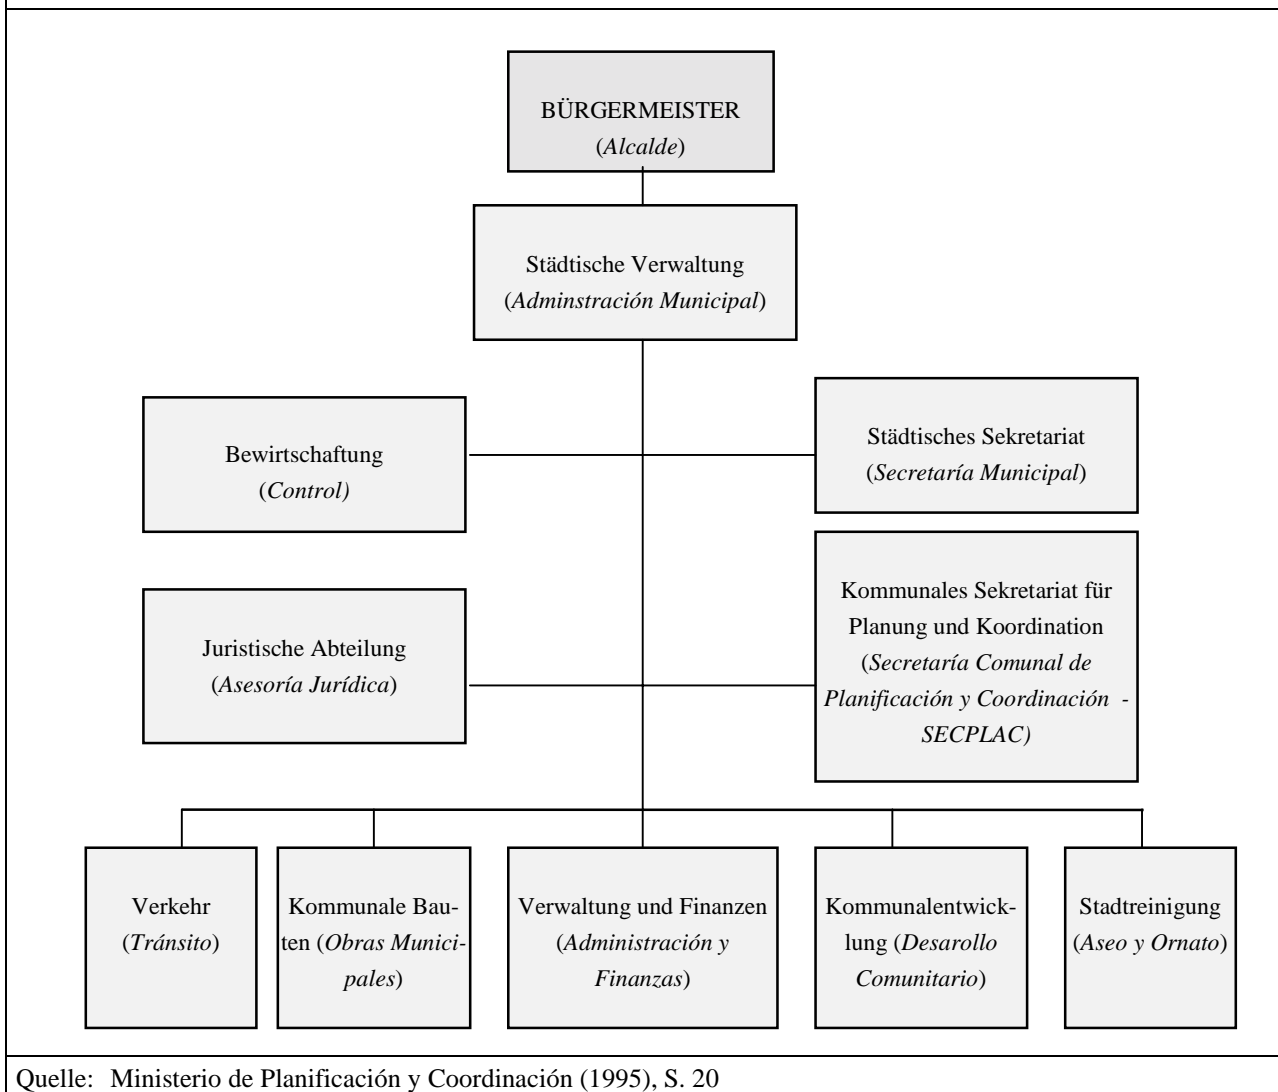 BÜRGERMEISTER
(Alcalde)
Städtische Verwaltung
(Adminstración Municipal)
Bewirtschaftung
(Control)
Städtisches Sekretariat
(Secretaría Municipal)
Juristische Abteilung
(Asesoría Jurídica)
Kommunales Sekretariat für
Planung und Koordination
(Secretaría Comunal de
Planificación y Coordinación -
SECPLAC)
Verkehr
(Tránsito)
Kommunale Bau-
ten (Obras Munici-
pales)
Verwaltung und Finanzen
(Administración y
Finanzas)
Kommunalentwick-
lung (Desarollo
Comunitario)
Stadtreinigung
(Aseo y Ornato)
Quelle: Ministerio de Planificación y Coordinación (1995), S. 20